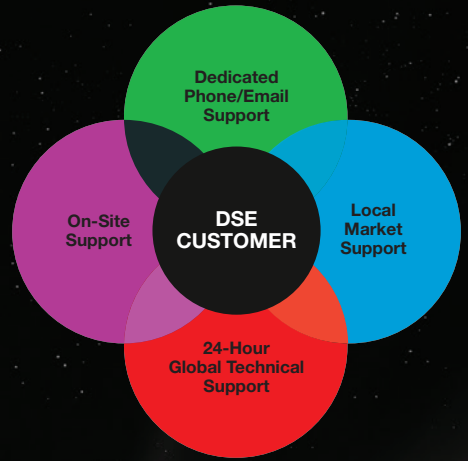 Dedicated
Phone/Email
Support
On-Site
Support
DSE
CUSTOMER
Local
Market
Support
24-Hour
Global Technical
Support